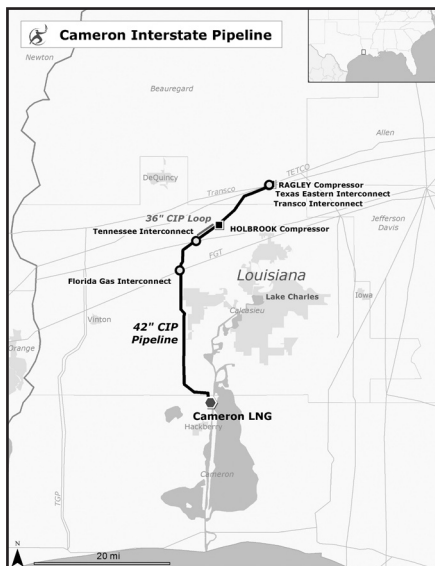 Cameron Interstate Pipeline
Newton
Beauregard
Allen
TETCO
DeQuincy
Transco
RAGLEY Compressor
Texas Eastern Interconnect
Transco Interconnect
36" CIP Loop
Jefferson
Davis
Tennessee Interconnect
HOLBROOK Compressor
FGT
Louisiana
Florida Gas Interconnect
Lake Charles
Iowa
Calcasieu
Vinton
42" CIP
Pipeline
Orange
Cameron LNG
Hackberry
Cameron
TGP
N
20 mi